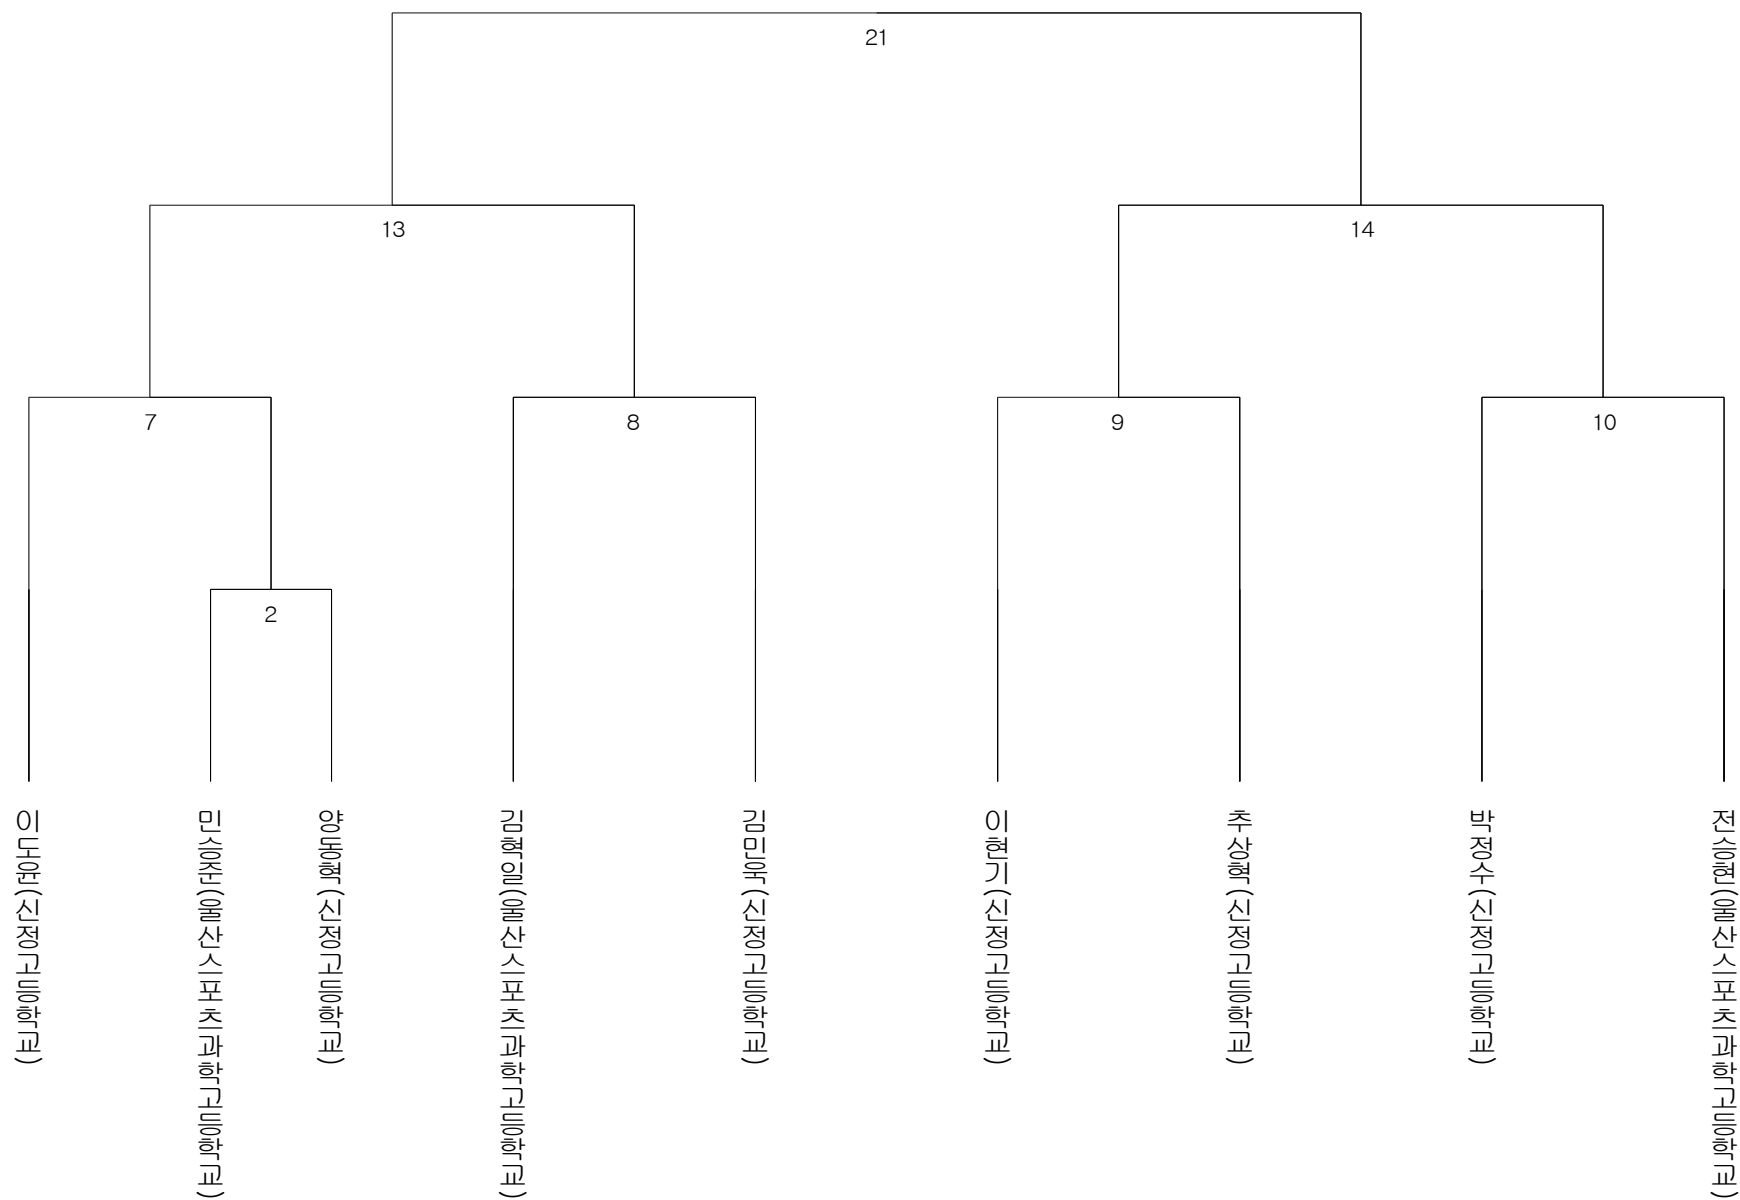 21
13
14
7
8
9
10
2
이도윤(신정고등학교)
민승준(울산스포츠과학고등학교)
양동혁(신정고등학교)
김혁일(울산스포츠과학고등학교)
김민욱(신정고등학교)
이현기(신정고등학교)
추상혁(신정고등학교)
박정수(신정고등학교)
전승현(울산스포츠과학고등학교)